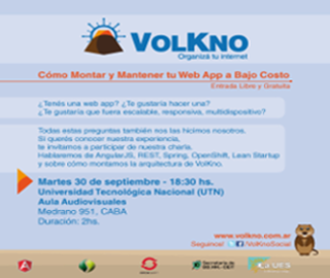 VOLKNO
Organizá tu internet
Cómo Montar y Mantener tu Web App a Bajo Costo
Entrada Libre y Gratuita
¿Tenés una web app? ¿Te gustaría hacer una?
¿Te gustaría que fuera escalable, responsiva, multidispositivo?
Todas estas preguntas también nos las hicimos nosotros.
Si querés conocer nuestra experiencia,
te invitamos a participar de nuestra charla.
Hablaremos de AngularJS, REST, Spring, OpenShift, Lean Startup
y sobre cómo montamos la arquitectura de VolKno.
Martes 30 de septiembre - 18:30 hs.
Universidad Tecnológica Nacional (UTN)
Aula Audiovisuales
Medrano 951, CABA
Duración: 2hs.
www.volkno.com.ar
Seguinos! /VolKnoSocial